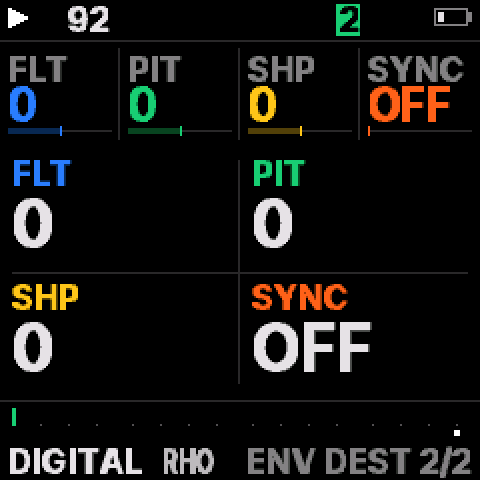 92 2
FLT PIT SHP SYNC
0 0 0 OFF
FLT PIT
0 0
SHP SYNC
0 OFF
DIGITAL RHO ENV DEST 2/2